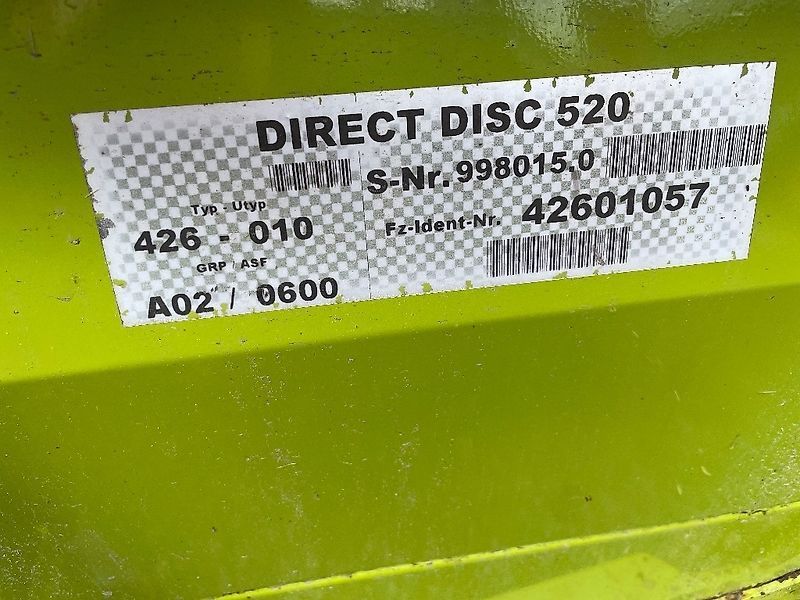 DIRECT DISC 520
S-Nr. 998015.0
Typ - Utyp
426 - 010
Fz-Ident-Nr. 42601057
GRP / ASF
A02 / 0600